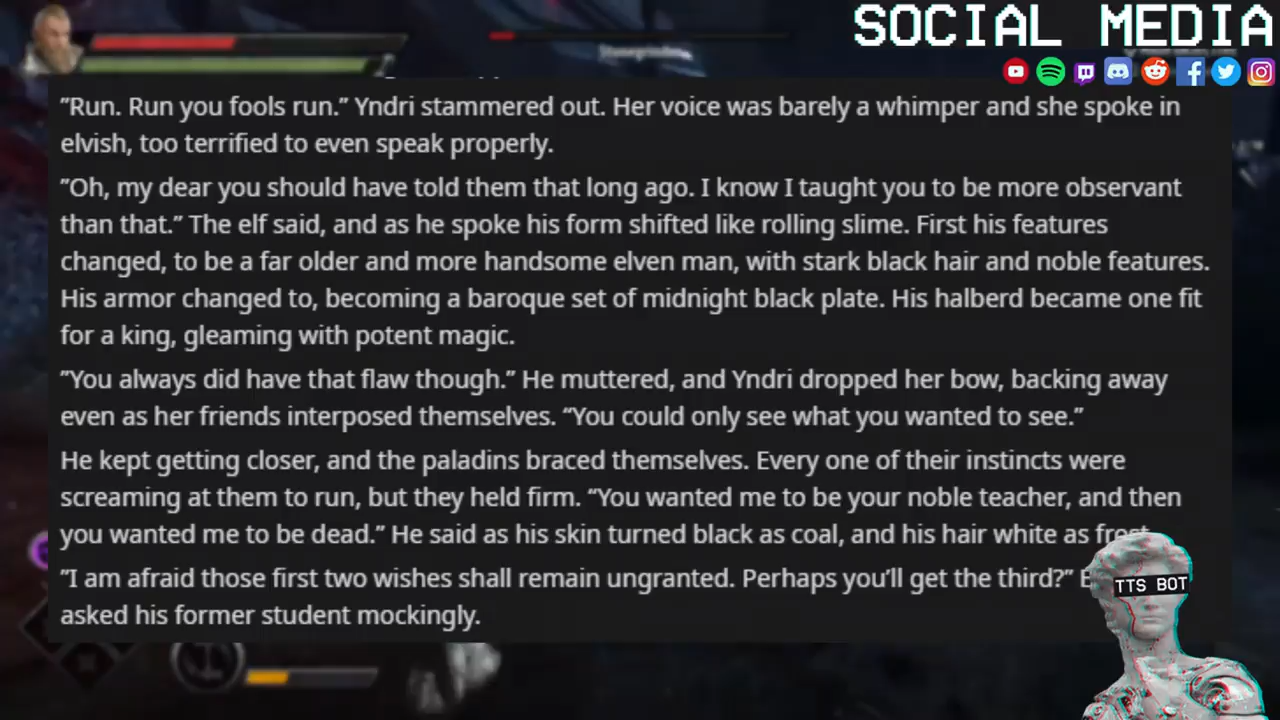 SOCIAL MEDIA
”Run. Run you fools run.” Yndri stammered out. Her voice was barely a whimper and she spoke in
elvish, too terrified to even speak properly.
”Oh, my dear you should have told them that long ago. I know I taught you to be more observant
than that.” The elf said, and as he spoke his form shifted like rolling slime. First his features
changed, to be a far older and more handsome elven man, with stark black hair and noble features.
His armor changed to, becoming a baroque set of midnight black plate. His halberd became one fit
for a king, gleaming with potent magic.
”You always did have that flaw though.” He muttered, and Yndri dropped her bow, backing away
even as her friends interposed themselves. “You could only see what you wanted to see.”
He kept getting closer, and the paladins braced themselves. Every one of their instincts were
screaming at them to run, but they held firm. “You wanted me to be your noble teacher, and then
you wanted me to be dead.” He said as his skin turned black as coal, and his hair white as frost.
”I am afraid those first two wishes shall remain ungranted. Perhaps you’ll get the third?”
asked his former student mockingly.
TTS BOT